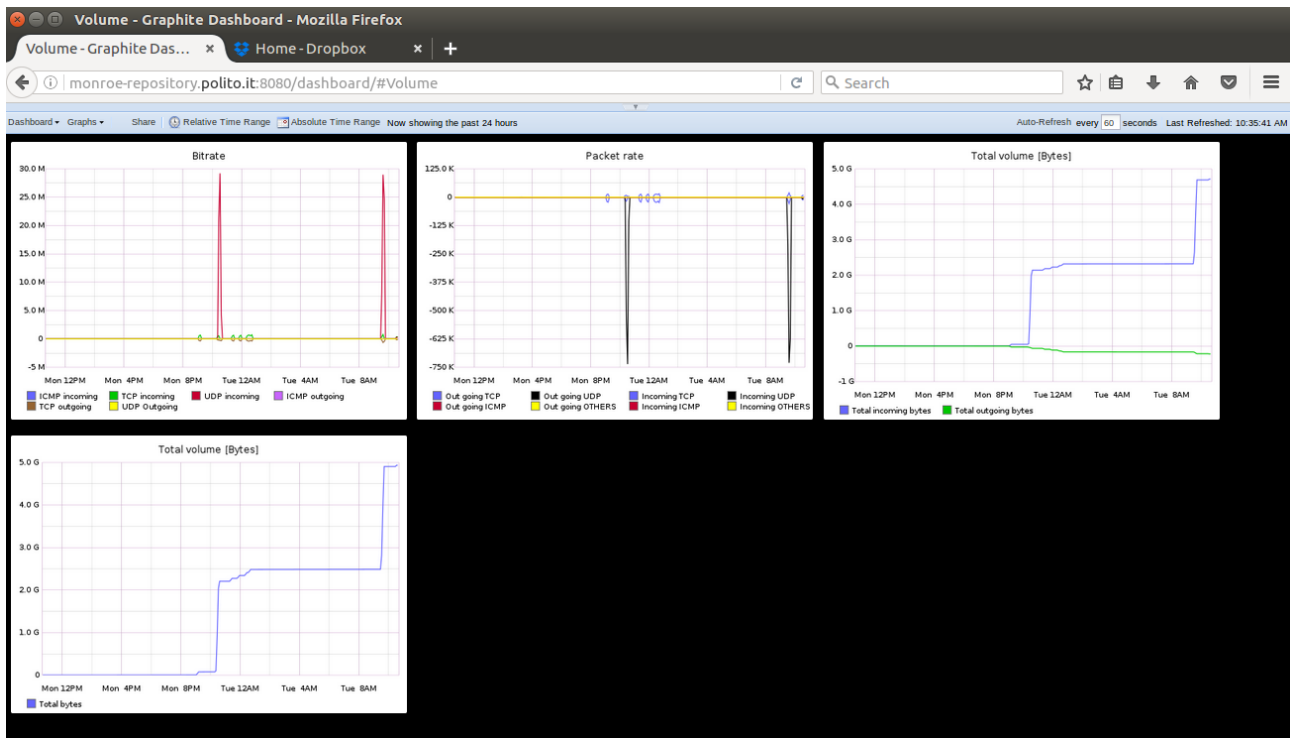 Volume - Graphite Dashboard - Mozilla Firefox
Volume - Graphite Das... × Home - Dropbox × +
monroe-repository.polito.it:8080/dashboard/#Volume Search
Dashboard Graphs Share Relative Time Range Absolute Time Range Now showing the past 24 hours Auto-Refresh every 60 seconds Last Refreshed: 10:35:41 AM
Bitrate
30.0 M
25.0 M
20.0 M
15.0 M
10.0 M
5.0 M
0
-5 M
Mon 12PM Mon 4PM Mon 8PM Tue 12AM Tue 4AM Tue 8AM
ICMP incoming TCP incoming UDP incoming ICMP outgoing
TCP outgoing UDP Outgoing
Packet rate
125.0 K
0
-125 K
-250 K
-375 K
-500 K
-625 K
-750 K
Mon 12PM Mon 4PM Mon 8PM Tue 12AM Tue 4AM Tue 8AM
Out going TCP Out going UDP Incoming TCP Incoming UDP
Out going ICMP Out going OTHERS Incoming ICMP Incoming OTHERS
Total volume [Bytes]
5.0 G
4.0 G
3.0 G
2.0 G
1.0 G
0
-1 G
Mon 12PM Mon 4PM Mon 8PM Tue 12AM Tue 4AM Tue 8AM
Total incoming bytes Total outgoing bytes
Total volume [Bytes]
5.0 G
4.0 G
3.0 G
2.0 G
1.0 G
0
Mon 12PM Mon 4PM Mon 8PM Tue 12AM Tue 4AM Tue 8AM
Total bytes